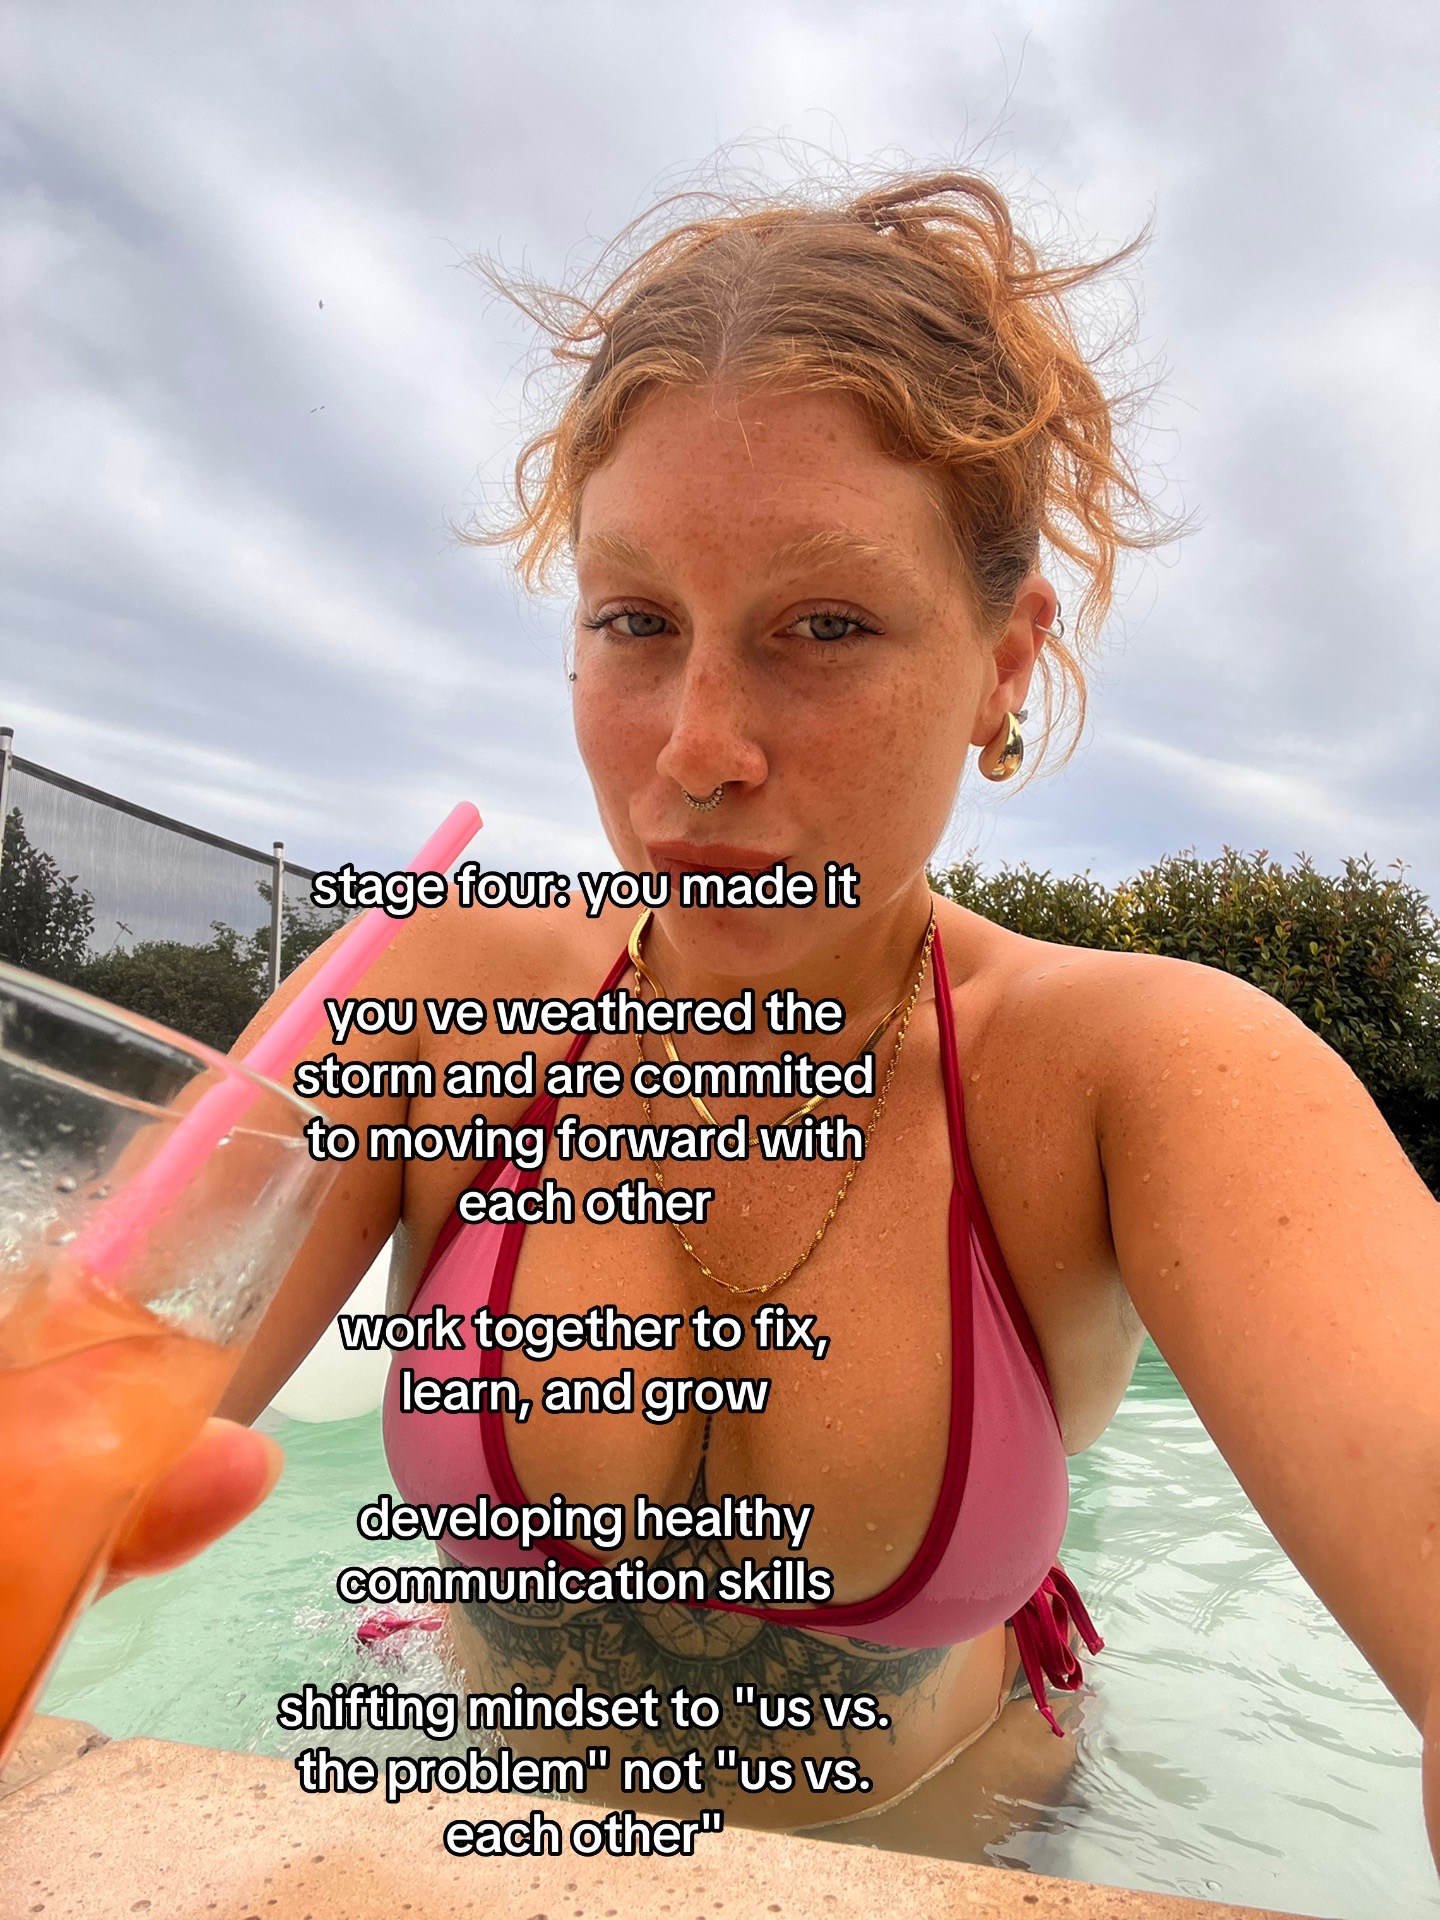 stage four: you made it
you ve weathered the
storm and are commited
to moving forward with
each other
work together to fix,
learn, and grow
developing healthy
communication skills
shifting mindset to "us vs.
the problem" not "us vs.
each other"